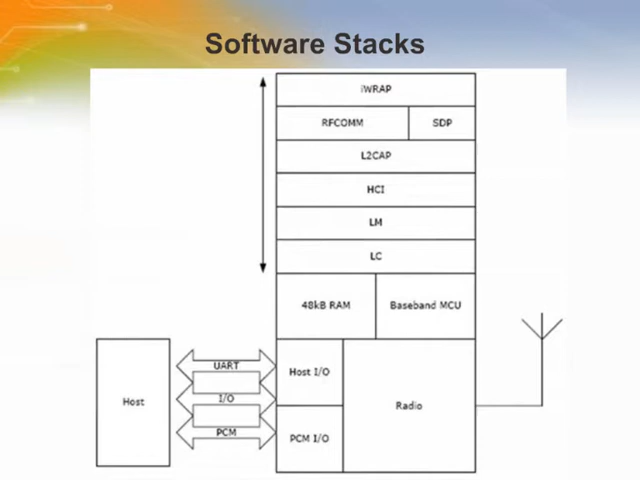 Software Stacks
iWRAP
RFCOMM
SDP
L2CAP
HCI
LM
LC
48kB RAM
Baseband MCU
Host
UART
I/O
PCM
Host I/O
PCM I/O
Radio